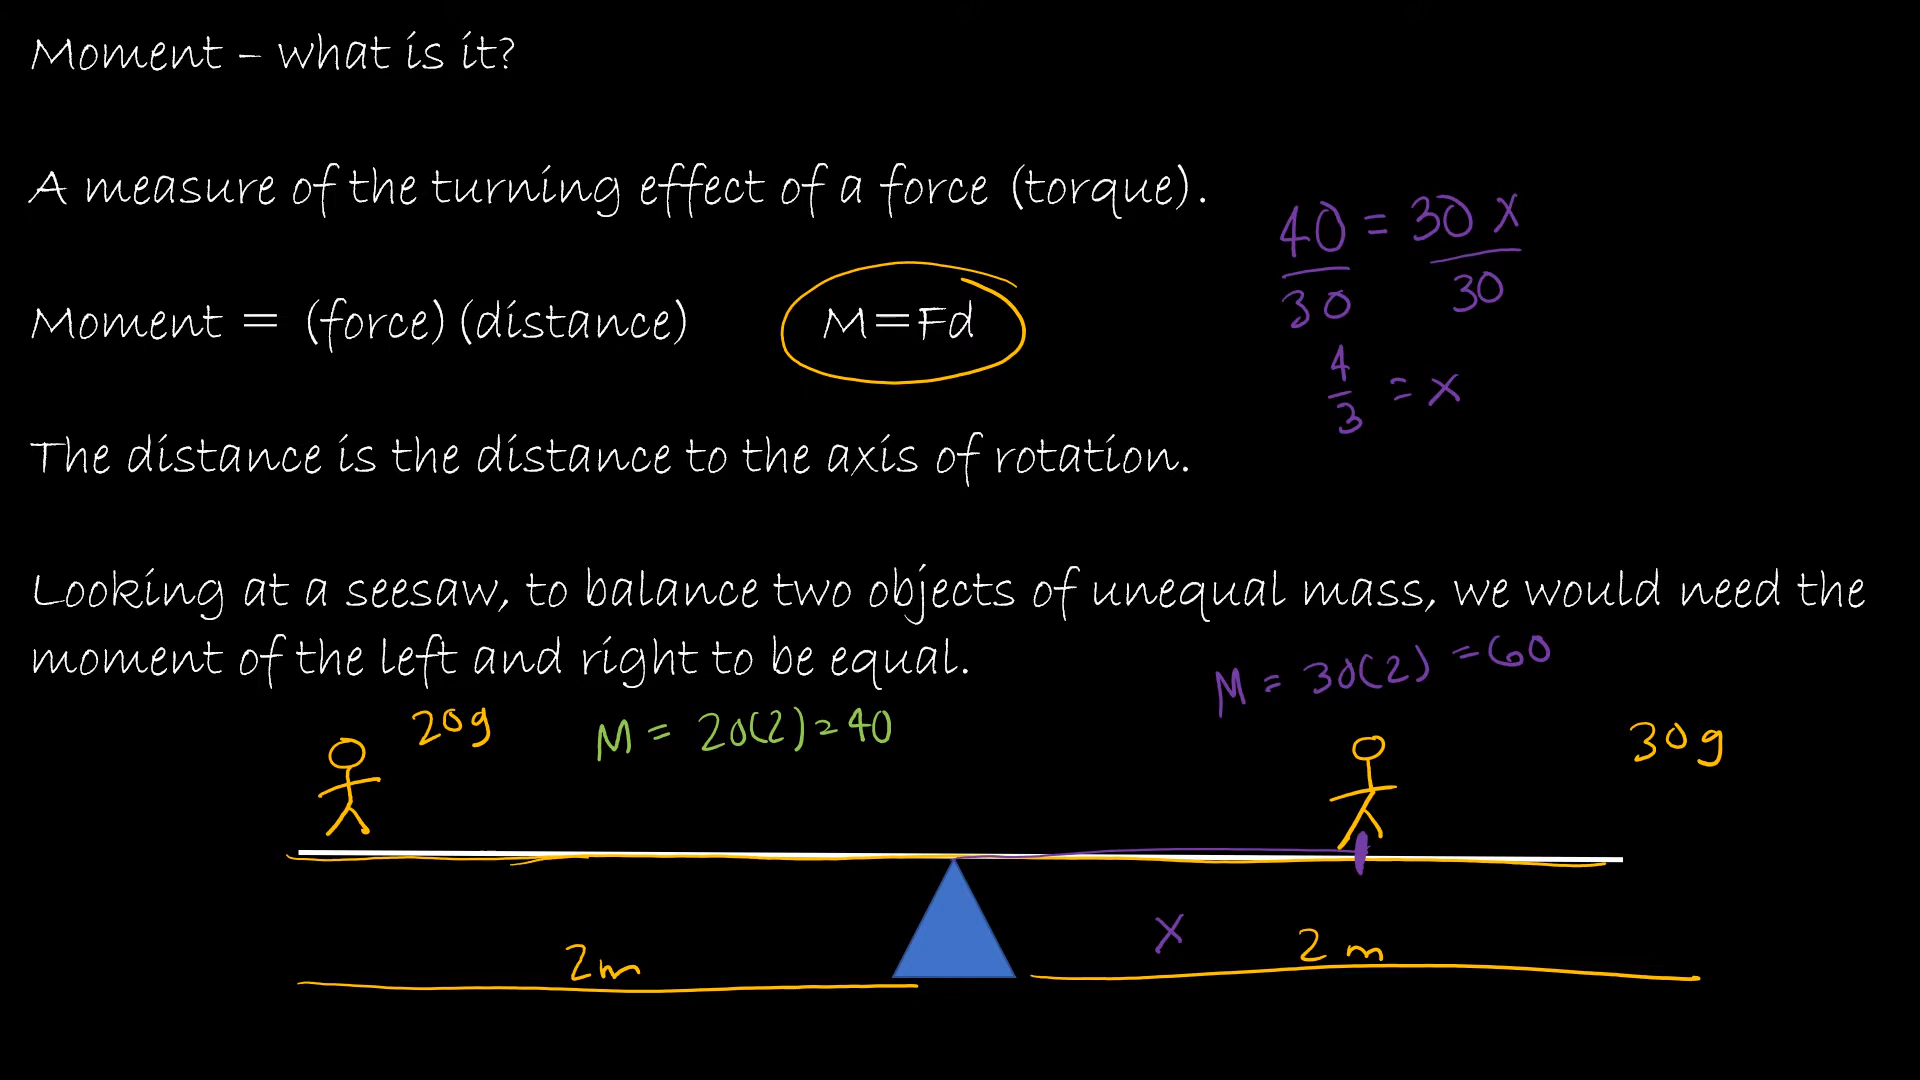 Moment – what is it?
A measure of the turning effect of a force (torque).
40 = 30 x
30 30
4/3 = x
Moment = (force)(distance) M=Fd
The distance is the distance to the axis of rotation.
Looking at a seesaw, to balance two objects of unequal mass, we would need the
moment of the left and right to be equal.
M = 30(2) = 60
20g M = 20(2) = 40 30g
x
2m 2 m